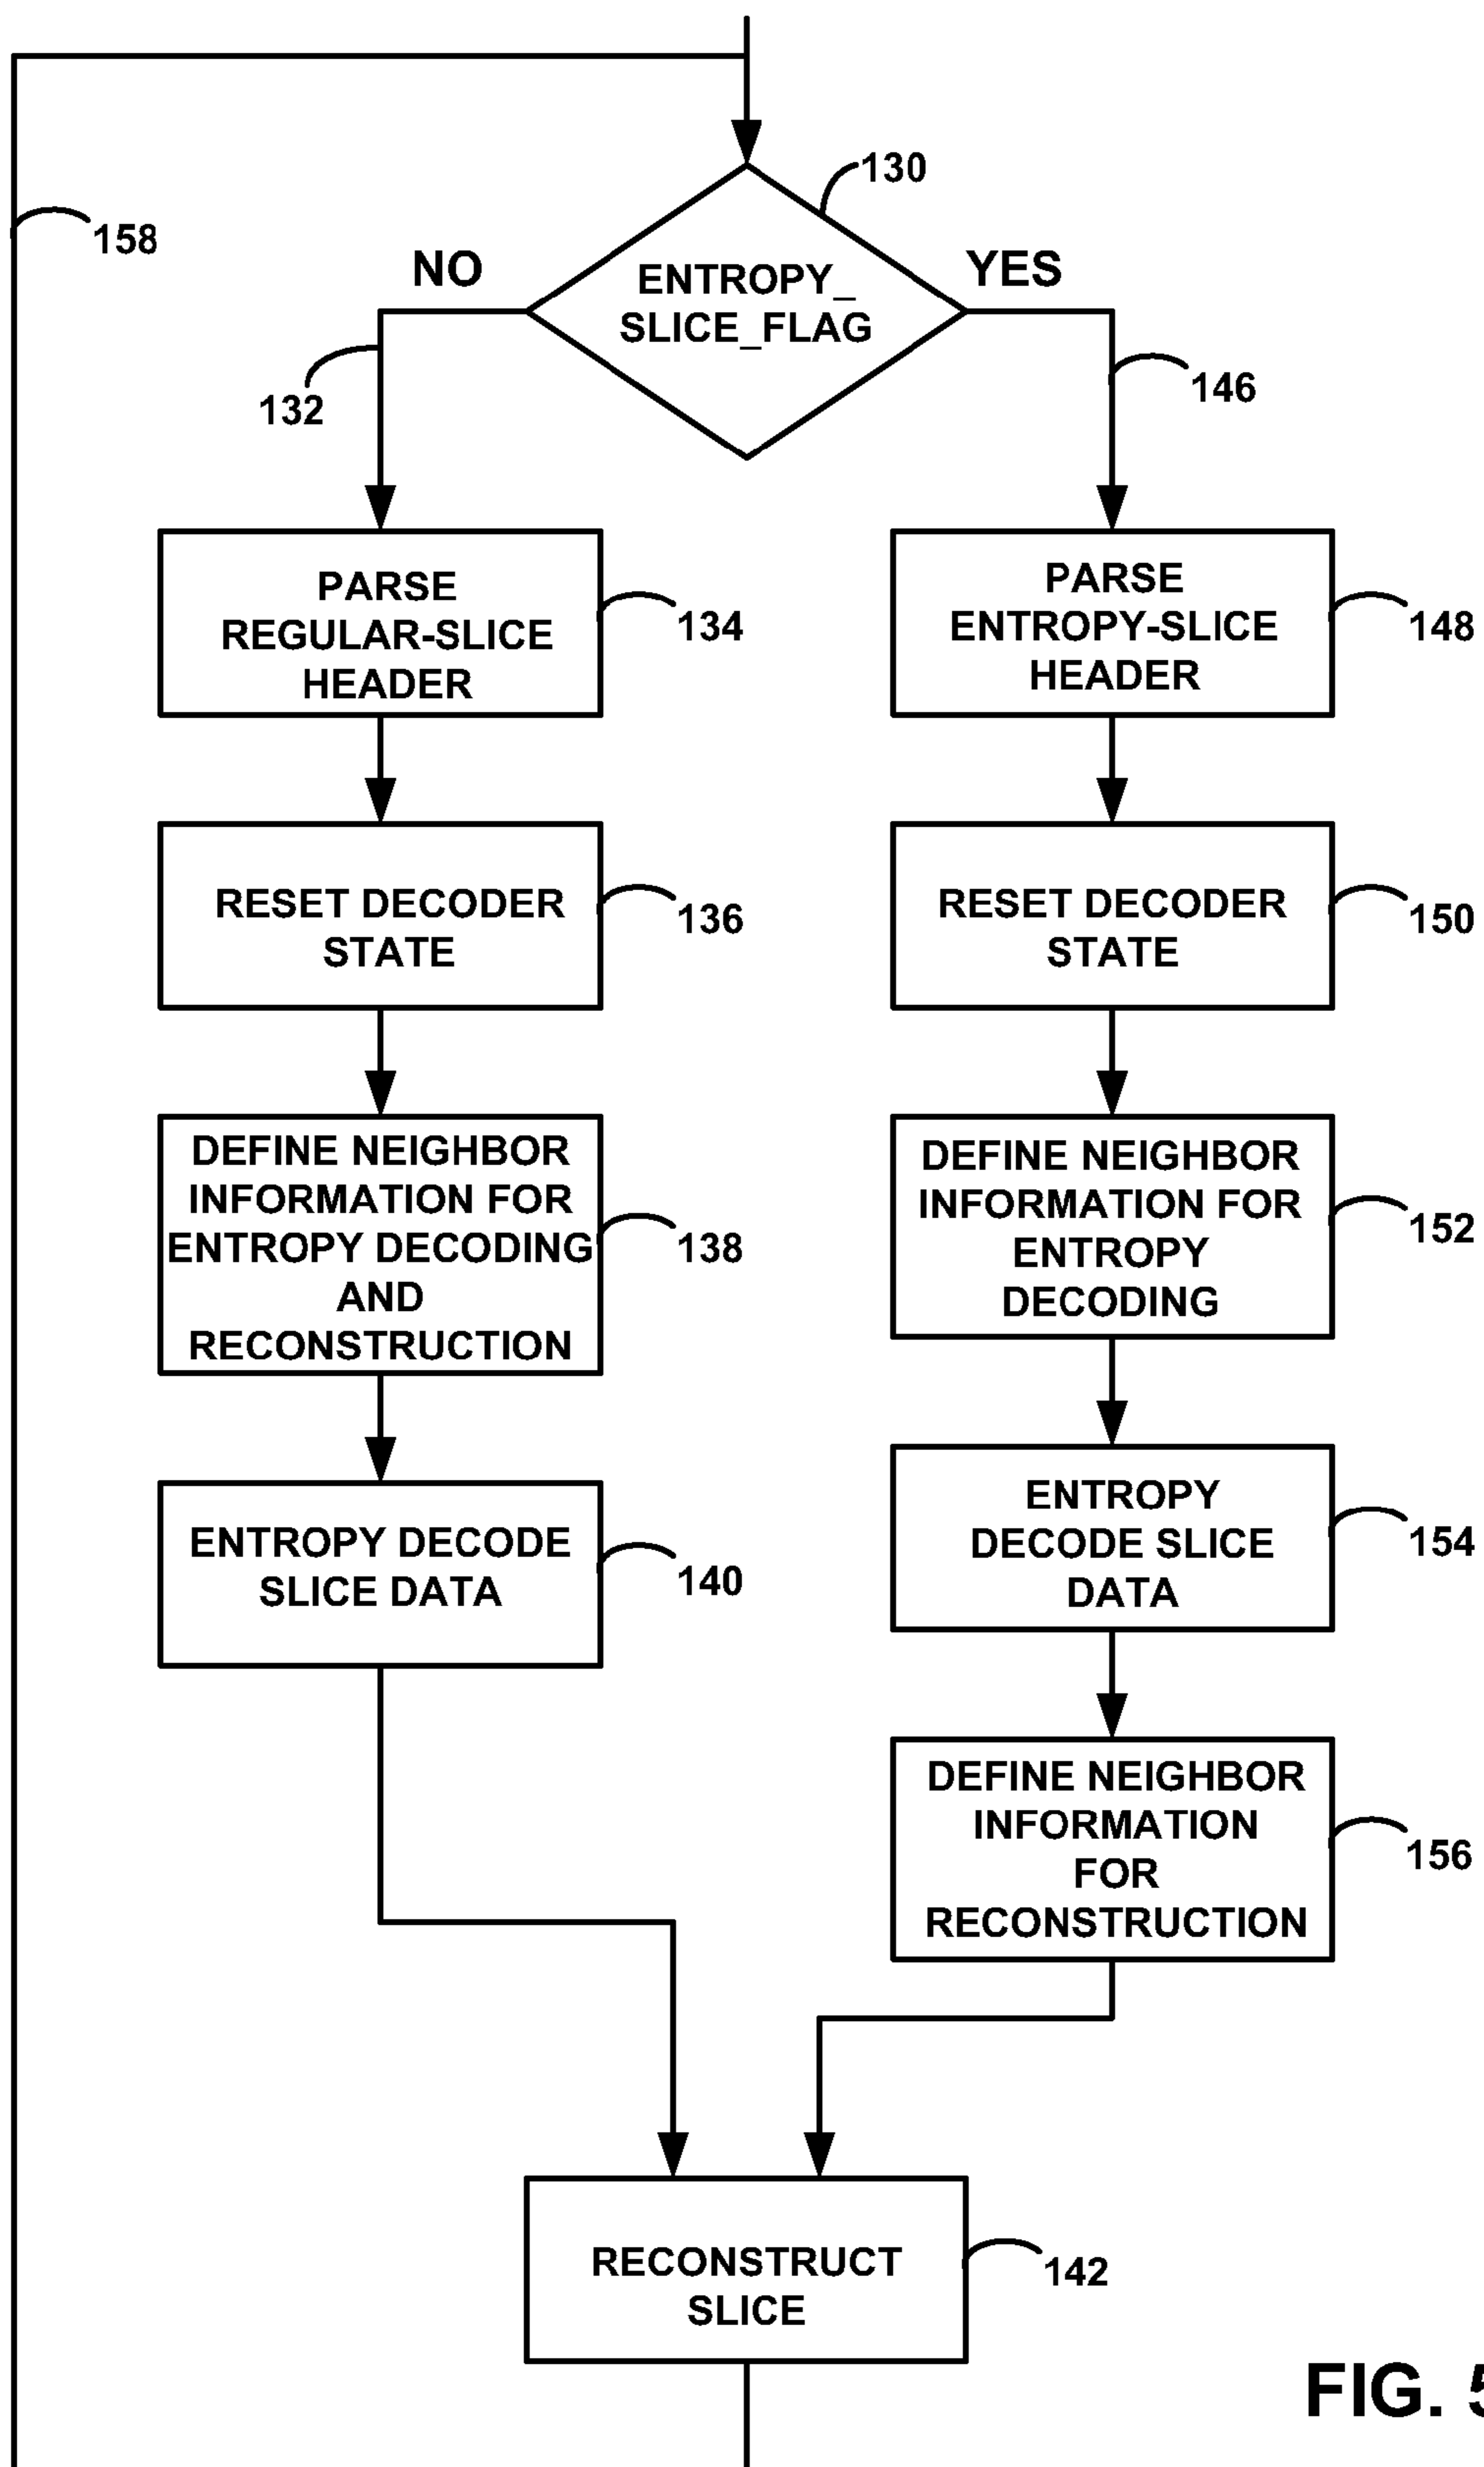 130
158
NO
YES
ENTROPY_
SLICE_FLAG
132
146
PARSE
REGULAR-SLICE
HEADER
134
PARSE
ENTROPY-SLICE
HEADER
148
RESET DECODER
STATE
136
RESET DECODER
STATE
150
DEFINE NEIGHBOR
INFORMATION FOR
ENTROPY DECODING
AND
RECONSTRUCTION
138
DEFINE NEIGHBOR
INFORMATION FOR
ENTROPY
DECODING
152
ENTROPY DECODE
SLICE DATA
140
ENTROPY
DECODE SLICE
DATA
154
DEFINE NEIGHBOR
INFORMATION
FOR
RECONSTRUCTION
156
RECONSTRUCT
SLICE
142
FIG. 5